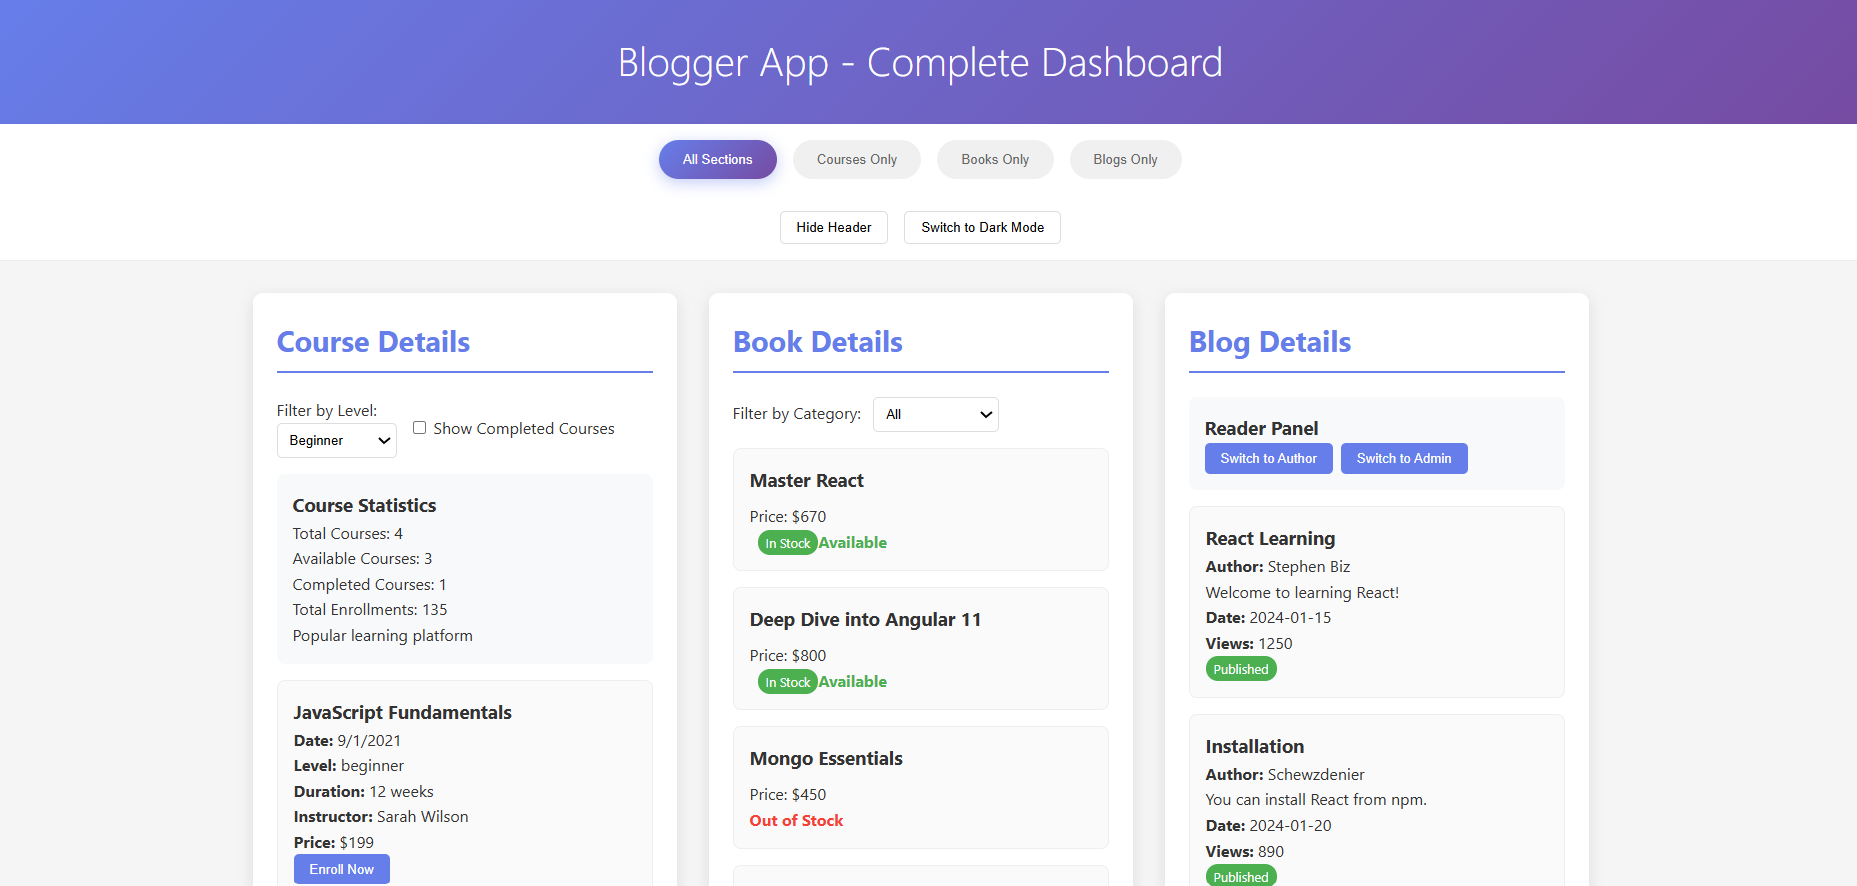 Blogger App - Complete Dashboard
All Sections
Courses Only
Books Only
Blogs Only
Hide Header
Switch to Dark Mode
Course Details
Filter by Level:
Beginner
Show Completed Courses
Course Statistics
Total Courses: 4
Available Courses: 3
Completed Courses: 1
Total Enrollments: 135
Popular learning platform
JavaScript Fundamentals
Date: 9/1/2021
Level: beginner
Duration: 12 weeks
Instructor: Sarah Wilson
Price: $199
Enroll Now
Book Details
Filter by Category:
All
Master React
Price: $670
In Stock Available
Deep Dive into Angular 11
Price: $800
In Stock Available
Mongo Essentials
Price: $450
Out of Stock
Blog Details
Reader Panel
Switch to Author
Switch to Admin
React Learning
Author: Stephen Biz
Welcome to learning React!
Date: 2024-01-15
Views: 1250
Published
Installation
Author: Schewzdenier
You can install React from npm.
Date: 2024-01-20
Views: 890
Published